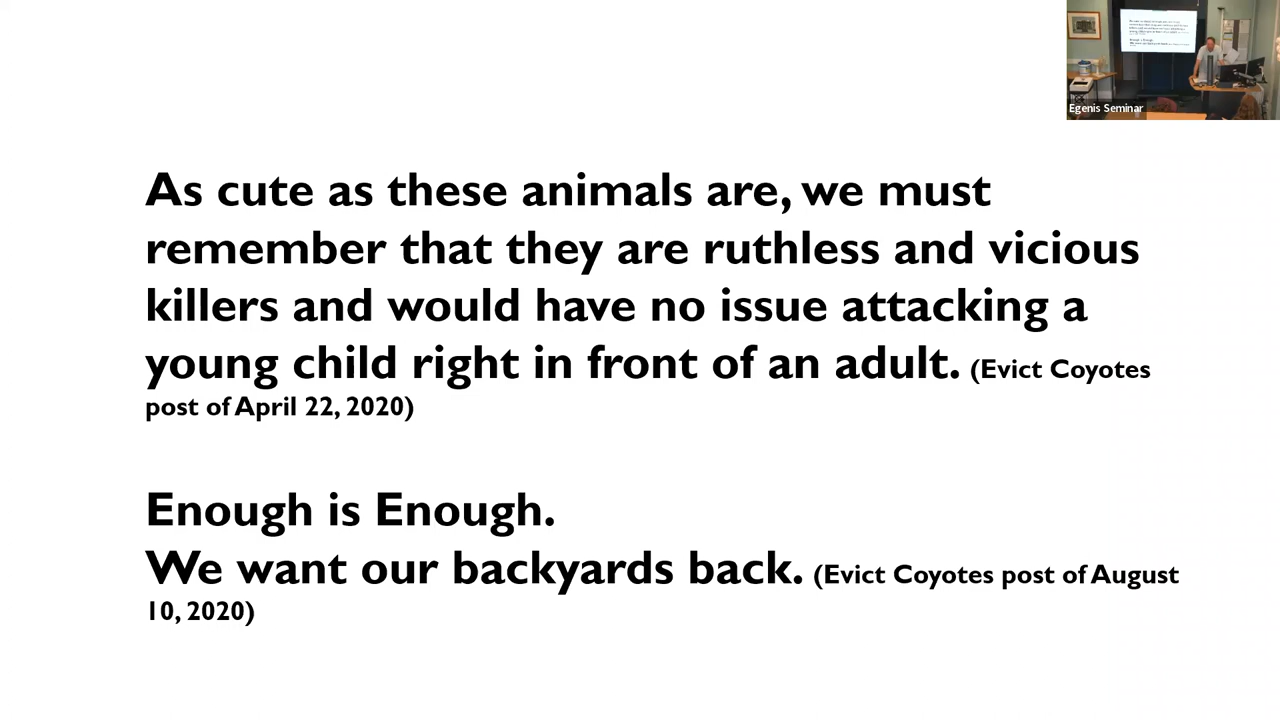 Egenis Seminar
As cute as these animals are, we must
remember that they are ruthless and vicious
killers and would have no issue attacking a
young child right in front of an adult. (Evict Coyotes
post of April 22, 2020)
Enough is Enough.
We want our backyards back. (Evict Coyotes post of August
10, 2020)